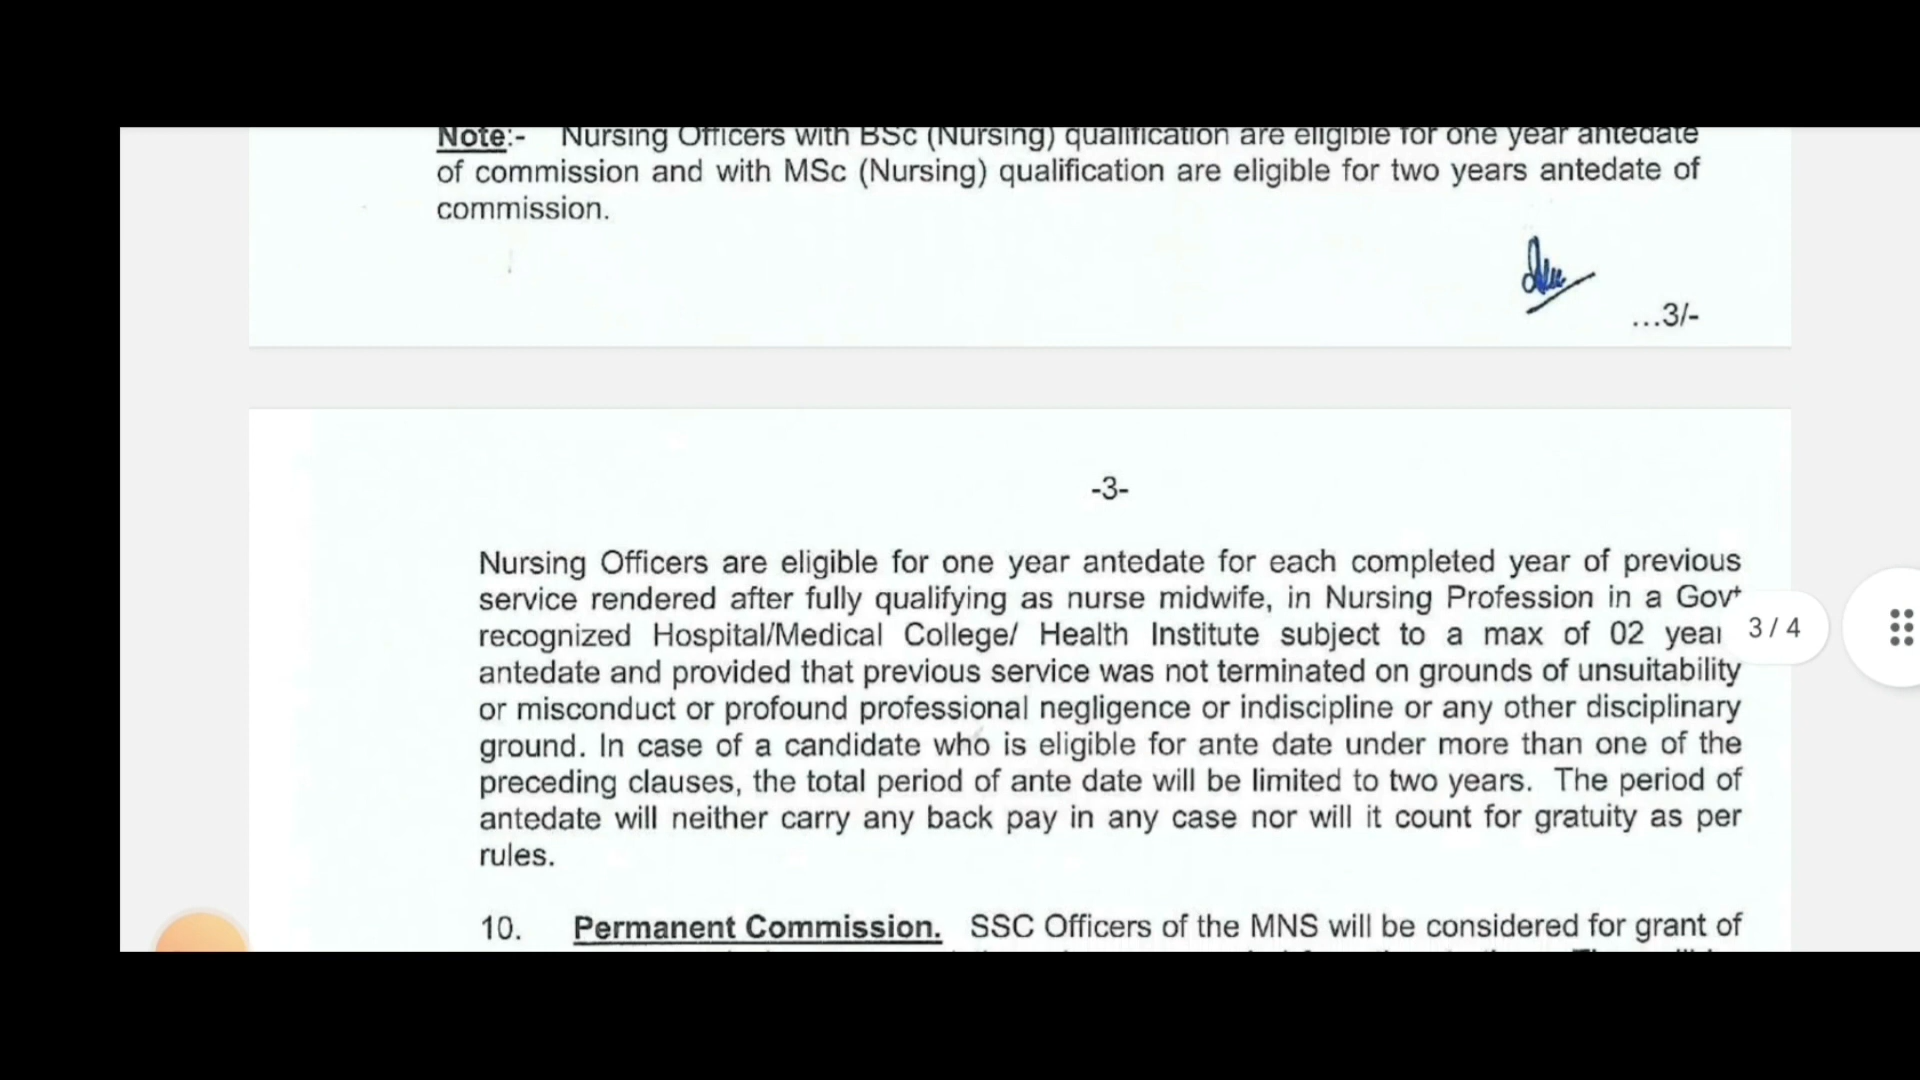 Note:- Nursing Officers with BSc (Nursing) qualification are eligible for one year antedate
of commission and with MSc (Nursing) qualification are eligible for two years antedate of
commission.
...3/-
-3-
Nursing Officers are eligible for one year antedate for each completed year of previous
service rendered after fully qualifying as nurse midwife, in Nursing Profession in a Govt
recognized Hospital/Medical College/ Health Institute subject to a max of 02 year
3 / 4
antedate and provided that previous service was not terminated on grounds of unsuitability
or misconduct or profound professional negligence or indiscipline or any other disciplinary
ground. In case of a candidate who is eligible for ante date under more than one of the
preceding clauses, the total period of ante date will be limited to two years. The period of
antedate will neither carry any back pay in any case nor will it count for gratuity as per
rules.
10. Permanent Commission. SSC Officers of the MNS will be considered for grant of